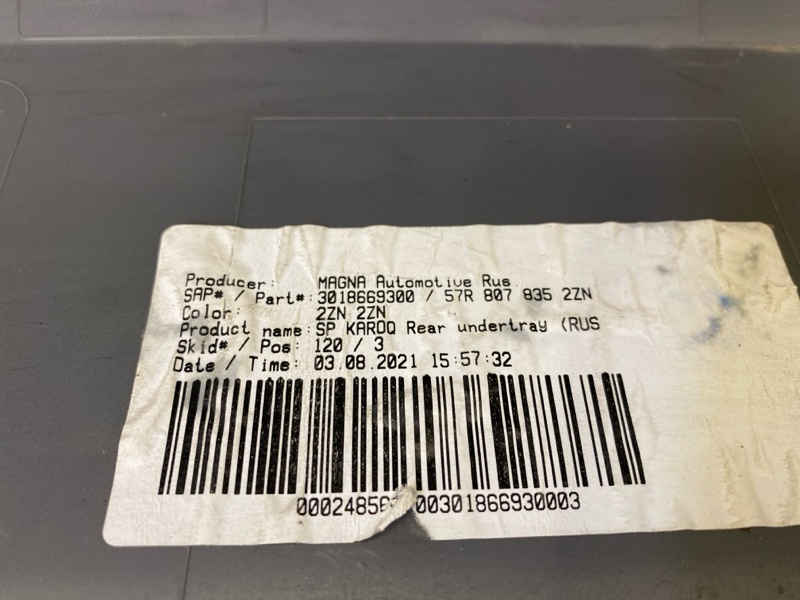 Producer: MAGNA Automotive Rus
SAP# / Part#: 3018669300 / 57R 807 835 2ZN
Color: 2ZN 2ZN
Product name: SP KAROQ Rear undertray (RUS
Skid# / Pos: 120 / 3
Date / Time: 03.08.2021 15:57:32